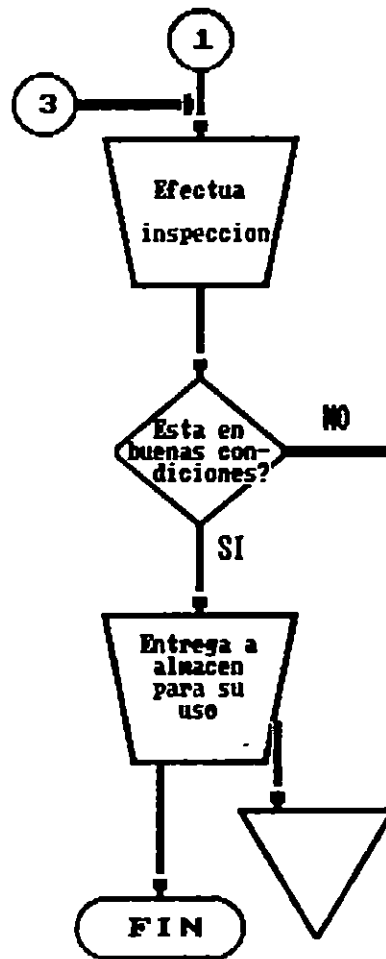 1
3
Efectua
inspeccion
Esta en
buenas con-
diciones?
NO
SI
Entrega a
almacen
para su
uso
FIN